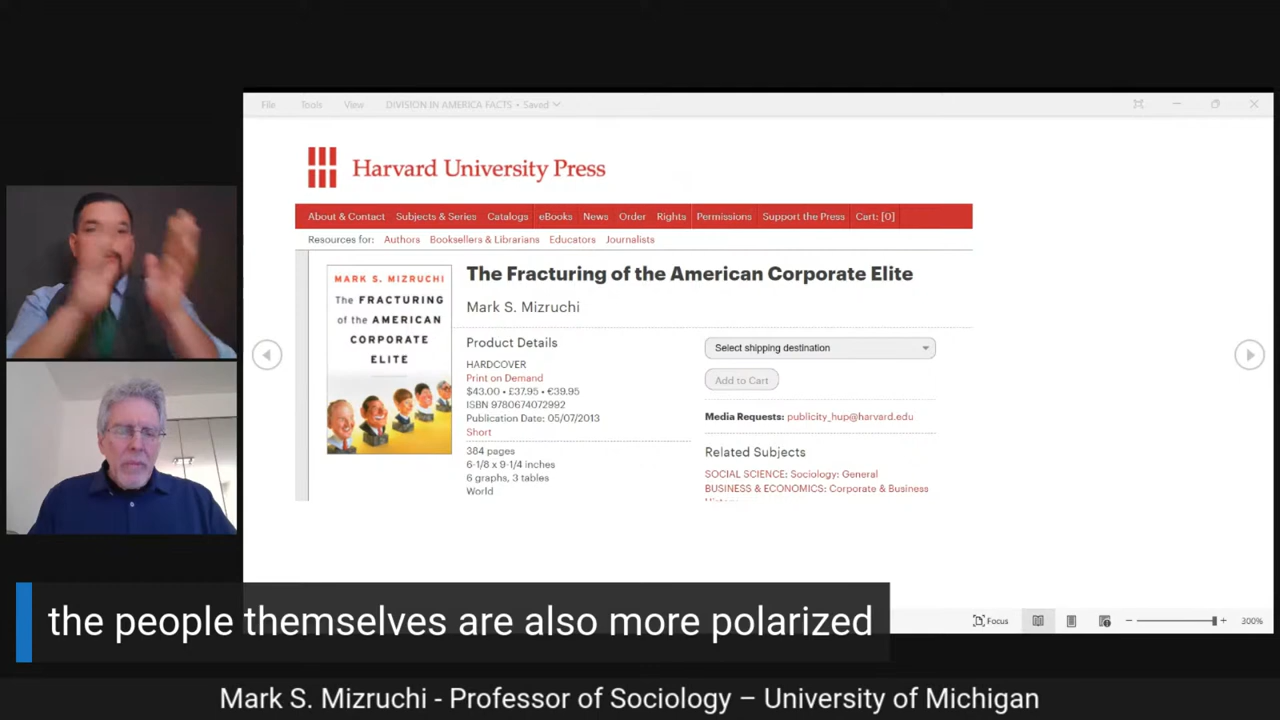 File Tools View DIVISION IN AMERICA FACTS • Saved
Harvard University Press
About & Contact Subjects & Series Catalogs eBooks News Order Rights Permissions Support the Press Cart: [0]
Resources for: Authors Booksellers & Librarians Educators Journalists
MARK S. MIZRUCHI
The FRACTURING
of the AMERICAN
CORPORATE
ELITE
The Fracturing of the American Corporate Elite
Mark S. Mizruchi
Product Details
HARDCOVER
Print on Demand
$43.00 • £37.95 • €39.95
ISBN 9780674072992
Publication Date: 05/07/2013
Short
384 pages
6-1/8 x 9-1/4 inches
6 graphs, 3 tables
World
Select shipping destination
Add to Cart
Media Requests: publicity_hup@harvard.edu
Related Subjects
SOCIAL SCIENCE: Sociology: General
BUSINESS & ECONOMICS: Corporate & Business
the people themselves are also more polarized
Focus
300%
Mark S. Mizruchi - Professor of Sociology – University of Michigan